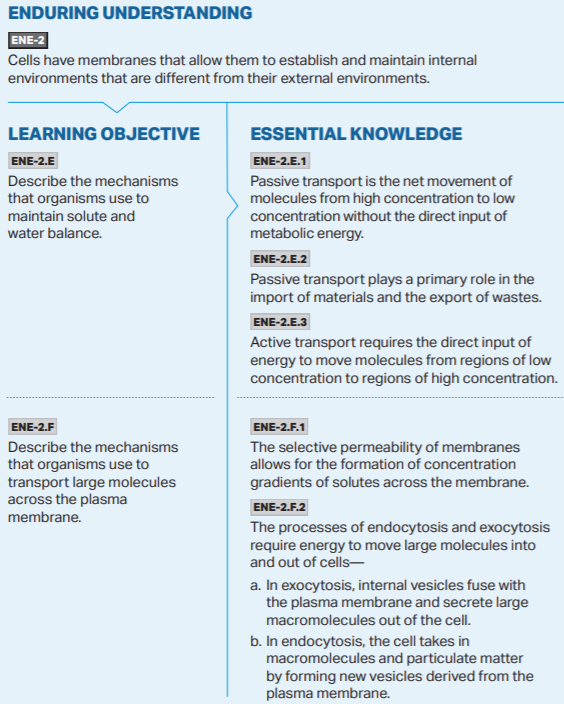 ENDURING UNDERSTANDING
ENE-2
Cells have membranes that allow them to establish and maintain internal
environments that are different from their external environments.
LEARNING OBJECTIVE
ENE-2.E
Describe the mechanisms
that organisms use to
maintain solute and
water balance.
ESSENTIAL KNOWLEDGE
ENE-2.E.1
Passive transport is the net movement of
molecules from high concentration to low
concentration without the direct input of
metabolic energy.
ENE-2.E.2
Passive transport plays a primary role in the
import of materials and the export of wastes.
ENE-2.E.3
Active transport requires the direct input of
energy to move molecules from regions of low
concentration to regions of high concentration.
ENE-2.F
Describe the mechanisms
that organisms use to
transport large molecules
across the plasma
membrane.
ENE-2.F.1
The selective permeability of membranes
allows for the formation of concentration
gradients of solutes across the membrane.
ENE-2.F.2
The processes of endocytosis and exocytosis
require energy to move large molecules into
and out of cells—
a. In exocytosis, internal vesicles fuse with
the plasma membrane and secrete large
macromolecules out of the cell.
b. In endocytosis, the cell takes in
macromolecules and particulate matter
by forming new vesicles derived from the
plasma membrane.